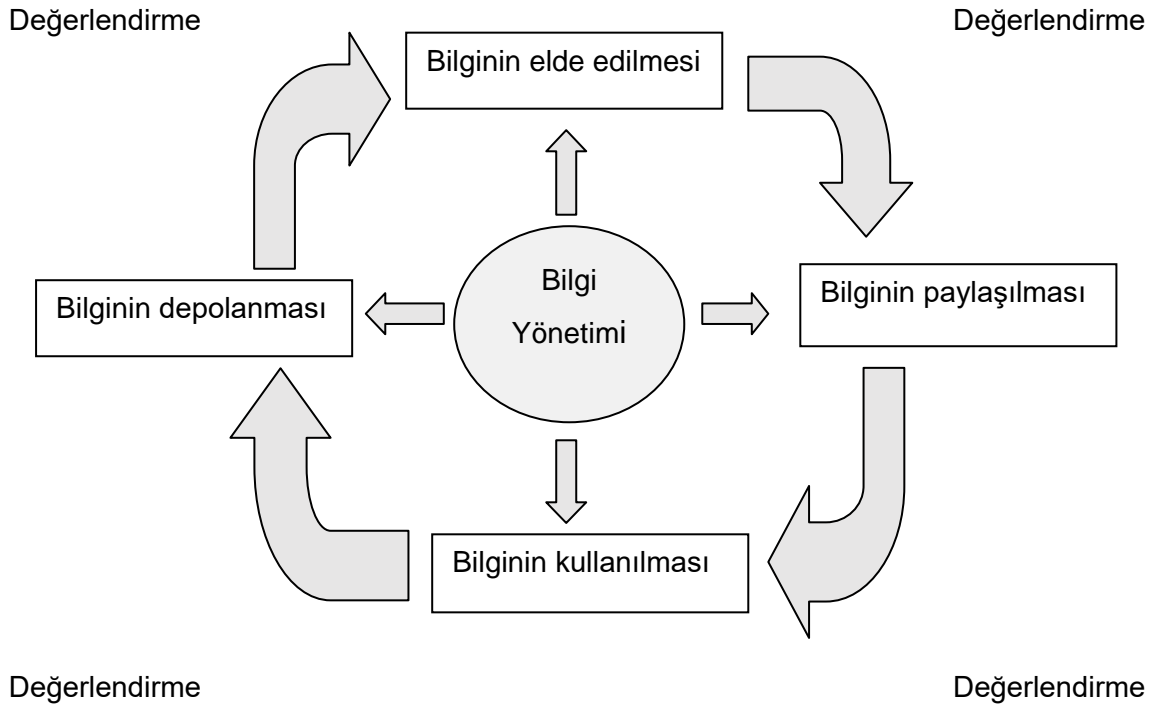 Değerlendirme
Değerlendirme
Bilginin elde edilmesi
Bilgi
Yönetimi
Bilginin depolanması
Bilginin paylaşılması
Bilginin kullanılması
Değerlendirme
Değerlendirme